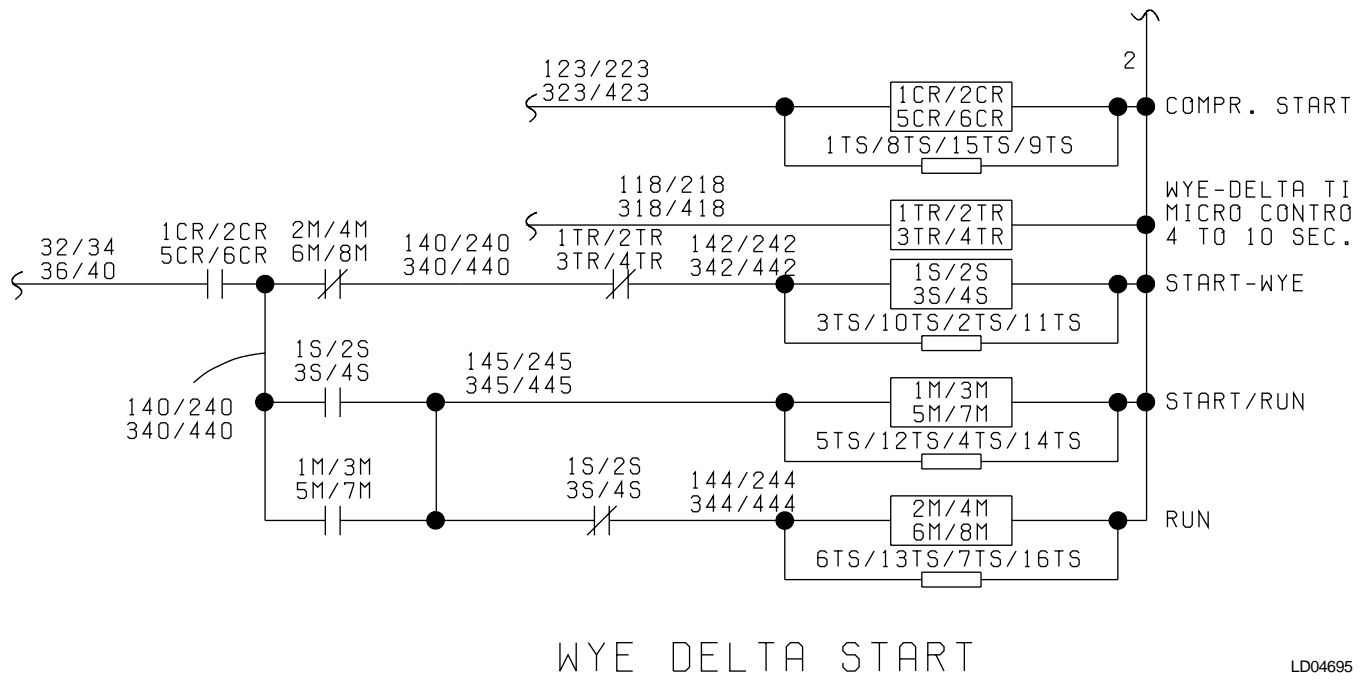 2
123/223
323/423
1CR/2CR
5CR/6CR
COMPR. START
1TS/8TS/15TS/9TS
118/218
318/418
1TR/2TR
3TR/4TR
WYE-DELTA TI
MICRO CONTRO
4 TO 10 SEC.
32/34
36/40
1CR/2CR
5CR/6CR
2M/4M
6M/8M
140/240
340/440
1TR/2TR
3TR/4TR
142/242
342/442
1S/2S
3S/4S
START-WYE
3TS/10TS/2TS/11TS
140/240
340/440
1S/2S
3S/4S
145/245
345/445
1M/3M
5M/7M
START/RUN
5TS/12TS/4TS/14TS
1M/3M
5M/7M
1S/2S
3S/4S
144/244
344/444
2M/4M
6M/8M
RUN
6TS/13TS/7TS/16TS
WYE DELTA START
LD04695